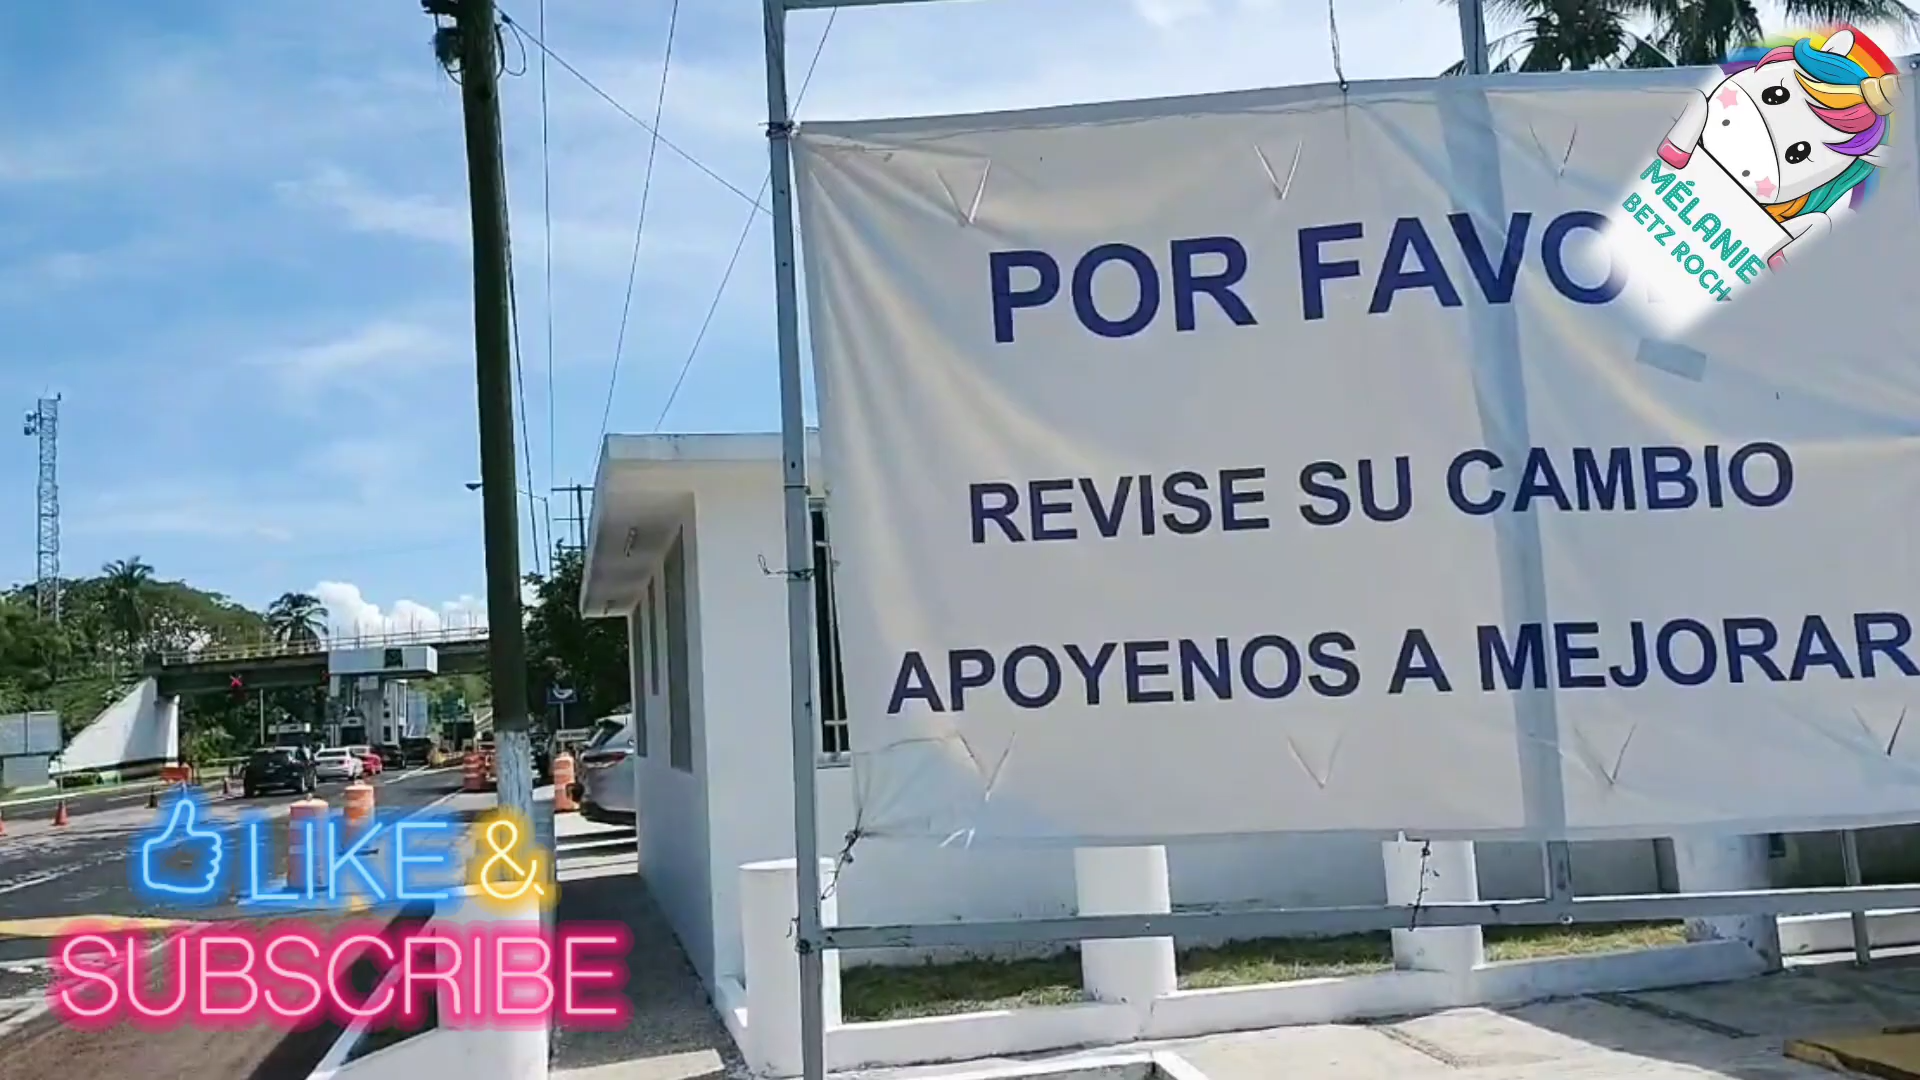 MÉLANIE
BETZ ROCH
POR FAVO
REVISE SU CAMBIO
APOYENOS A MEJORAR
LIKE &
SUBSCRIBE